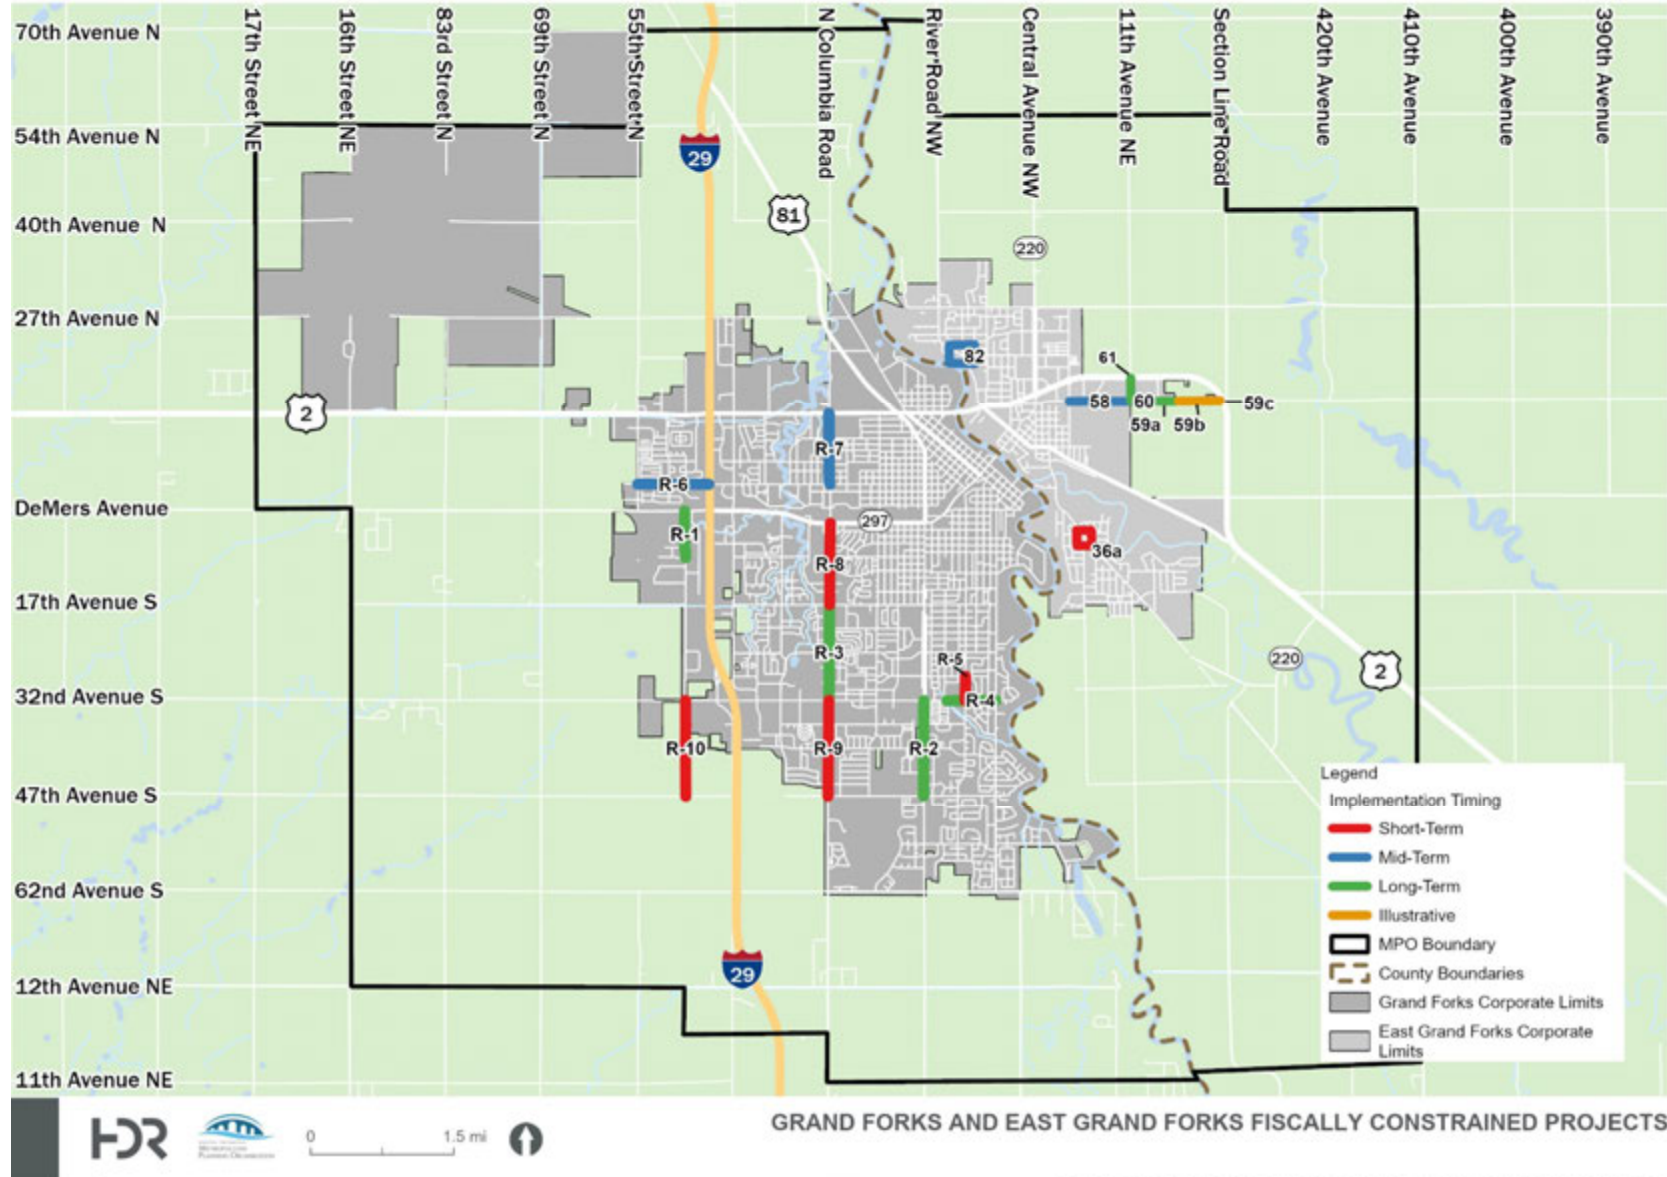 17th Street NE
16th Street NE
83rd Street N
69th Street N
55th Street N
N Columbia Road
River Road NW
Central Avenue NW
11th Avenue NE
Section Line Road
420th Avenue
410th Avenue
400th Avenue
390th Avenue
70th Avenue N
54th Avenue N
29
81
40th Avenue N
220
27th Avenue N
82
61
2
58
60
59c
59a
59b
R-7
R-6
DeMers Avenue
297
R-1
36a
R-8
17th Avenue S
R-3
R-5
220
2
32nd Avenue S
R-4
R-10
R-9
R-2
47th Avenue S
62nd Avenue S
29
12th Avenue NE
11th Avenue NE
Legend
Implementation Timing
Short-Term
Mid-Term
Long-Term
Illustrative
MPO Boundary
County Boundaries
Grand Forks Corporate Limits
East Grand Forks Corporate
Limits
HDR
Metropolitan
Planning Organization
0 1.5 mi
GRAND FORKS AND EAST GRAND FORKS FISCALLY CONSTRAINED PROJECTS